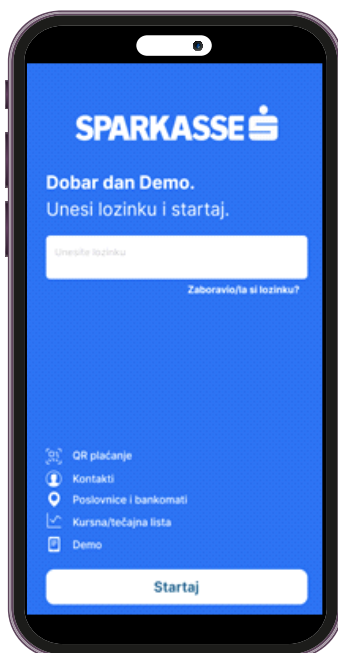 SPARKASSE
Dobar dan Demo.
Unesi lozinku i startaj.
Unesite lozinku
Zaboravio/la si lozinku?
QR plaćanje
Kontakti
Poslovnice i bankomati
Kursna/tečajna lista
Demo
Startaj